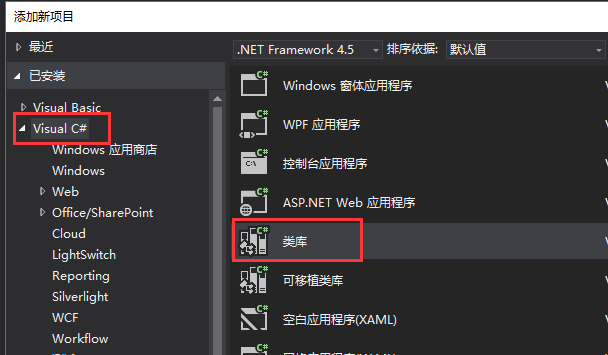 添加新项目
最近
.NET Framework 4.5 排序依据: 默认值
已安装
Visual Basic
Visual C#
Windows 应用商店
Windows
Web
Office/SharePoint
Cloud
LightSwitch
Reporting
Silverlight
WCF
Workflow
C# Windows 窗体应用程序
C# WPF 应用程序
C# 控制台应用程序
C# ASP.NET Web 应用程序
C# 类库
C# 可移植类库
C# 空白应用程序(XAML)